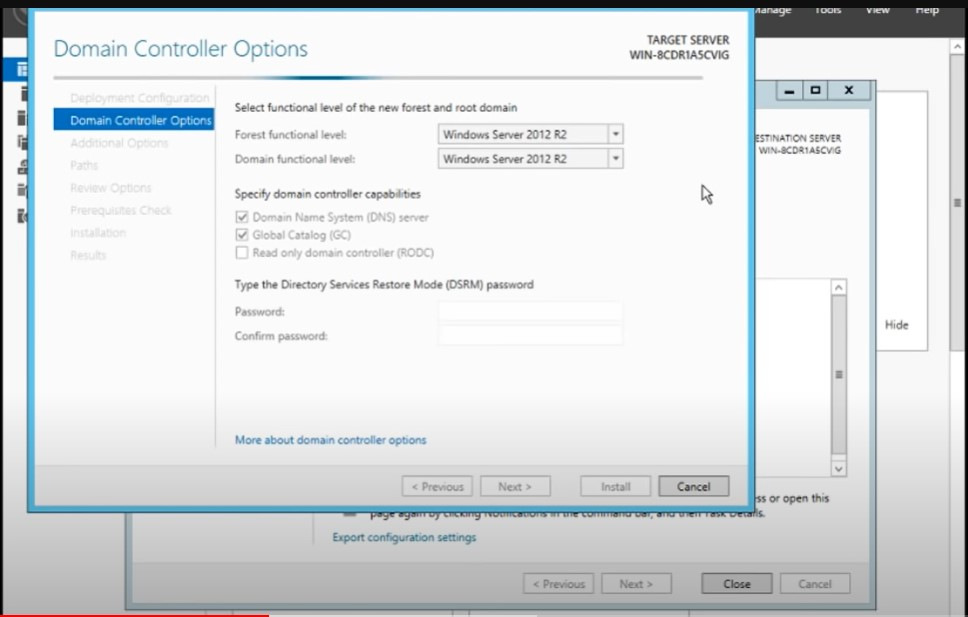 Manage Tools View Help
Domain Controller Options
TARGET SERVER
WIN-8CDR1A5CVIG
Deployment Configuration
Domain Controller Options
Additional Options
Paths
Review Options
Prerequisites Check
Installation
Results
Select functional level of the new forest and root domain
Forest functional level: Windows Server 2012 R2
Domain functional level: Windows Server 2012 R2
Specify domain controller capabilities
Domain Name System (DNS) server
Global Catalog (GC)
Read only domain controller (RODC)
Type the Directory Services Restore Mode (DSRM) password
Password:
Confirm password:
More about domain controller options
< Previous Next > Install Cancel
ESTINATION SERVER
WIN-8CDR1A5CVIG
Hide
ss or open this
page again by clicking Notifications in the command bar, and then Task Details.
Export configuration settings
< Previous Next > Close Cancel